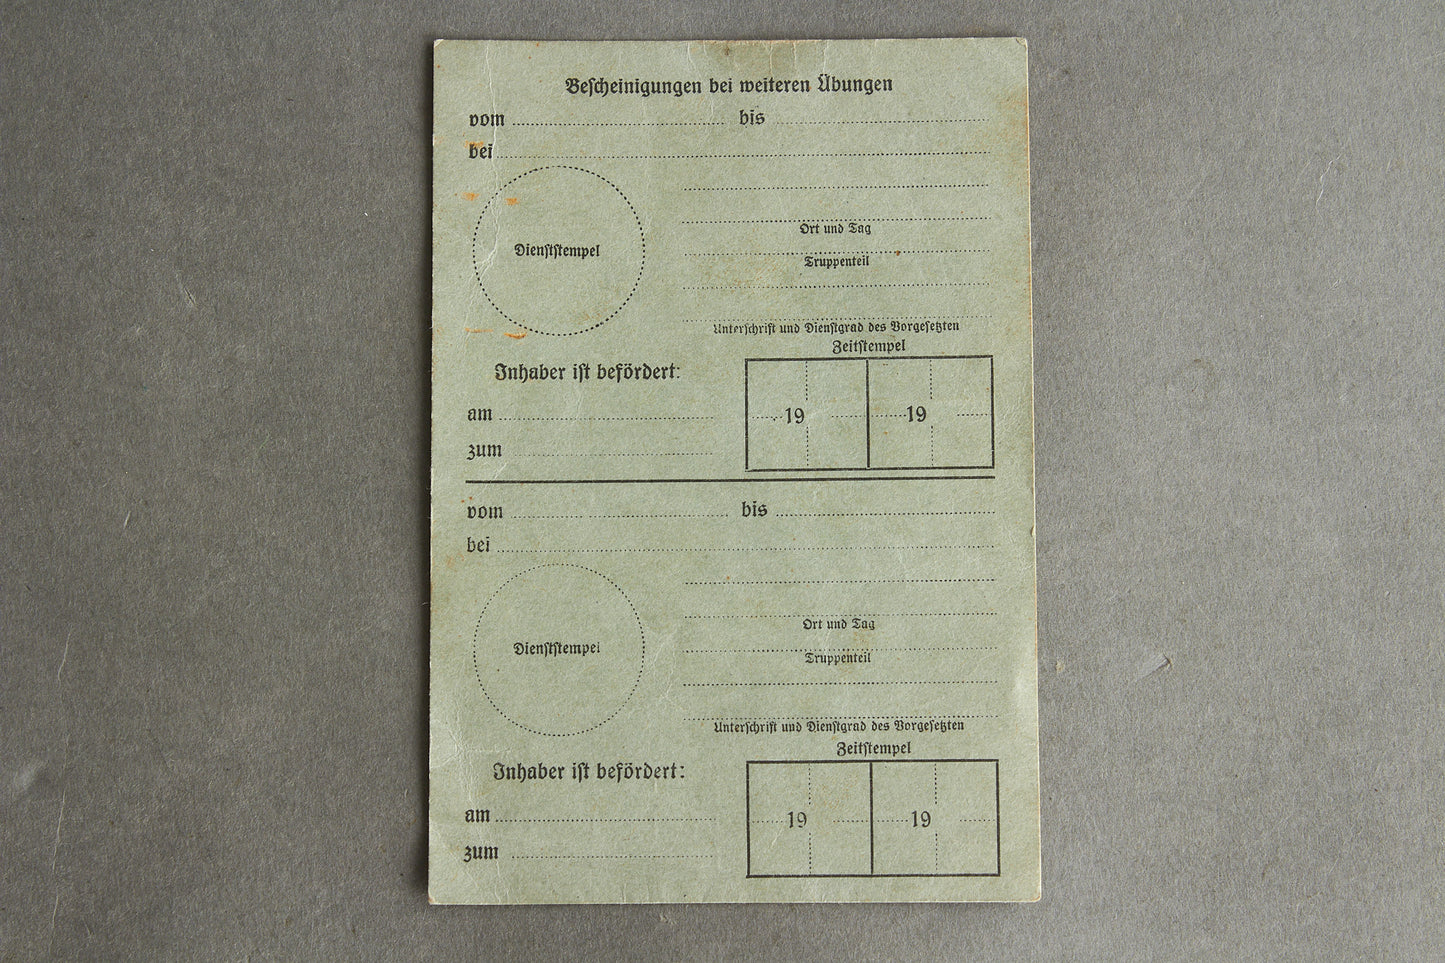 Bescheinigungen bei weiteren Übungen
vom bis
bei
Ort und Tag
Dienststempel
Truppenteil
Unterschrift und Dienstgrad des Vorgesetzten
Zeitstempel
Inhaber ist befördert:
am
19 19
zum
vom bis
bei
Ort und Tag
Dienststempel
Truppenteil
Unterschrift und Dienstgrad des Vorgesetzten
Zeitstempel
Inhaber ist befördert:
am
19 19
zum